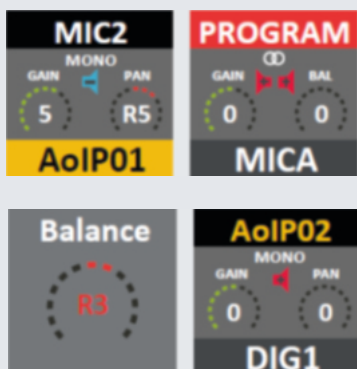 MIC2
MONO
GAIN PAN
5 R5
AoIP01
PROGRAM
GAIN BAL
0 0
MICA
Balance
R3
AoIP02
MONO
GAIN PAN
0 0
DIG1